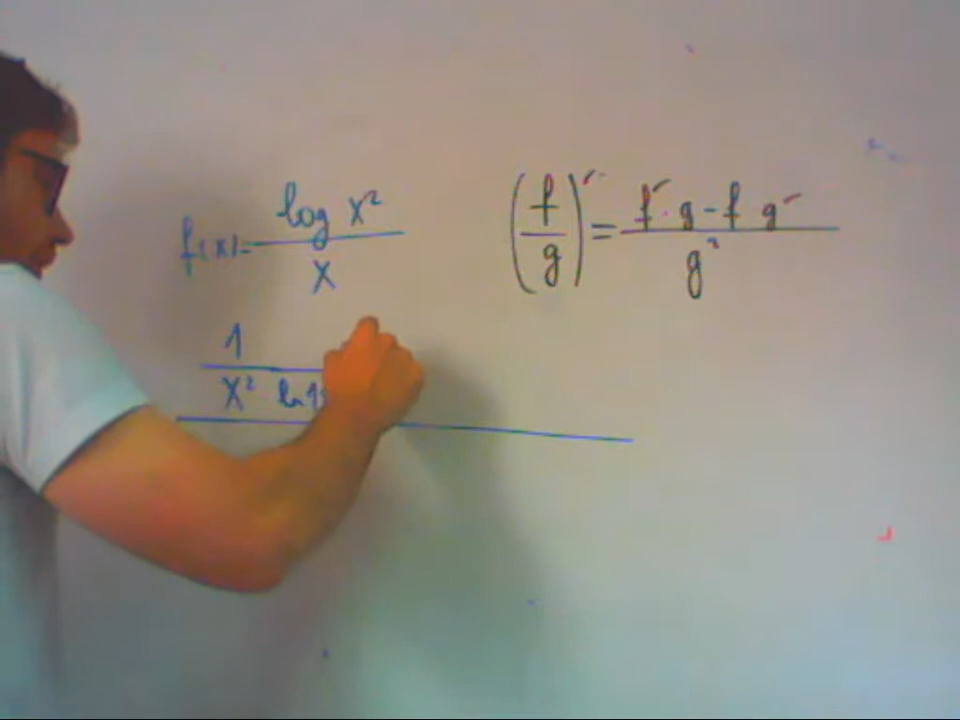 f(x)= log x² / x
(f/g)' = f'·g-f g' / g²
1 / x² ln